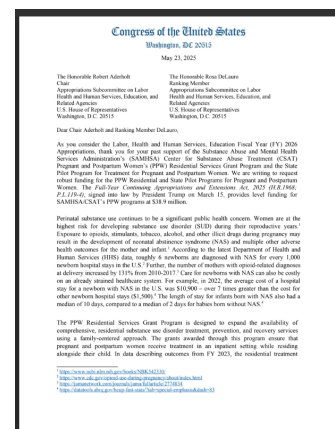 Congress of the United States
Washington, DC 20515
May 23, 2025
The Honorable Robert Aderholt
Chair
Appropriations Subcommittee on Labor
Health and Human Services, Education, and
Related Agencies
U.S. House of Representatives
Washington, D.C. 20515
The Honorable Rosa DeLauro
Ranking Member
Appropriations Subcommittee on Labor
Health and Human Services, Education, and
Related Agencies
U.S. House of Representatives
Washington, D.C. 20515
Dear Chair Aderholt and Ranking Member DeLauro,
As you consider the Labor, Health and Human Services, Education Fiscal Year (FY) 2026
Appropriations, thank you for your past support of the Substance Abuse and Mental Health
Services Administration's (SAMHSA) Center for Substance Abuse Treatment (CSAT)
Pregnant and Postpartum Women's (PPW) Residential Services Grant Program and the State
Pilot Program for Treatment for Pregnant and Postpartum Women. We are writing to request
robust funding for the PPW Residential and State Pilot Programs for Pregnant and Postpartum
Women. The Full-Year Continuing Appropriations and Extensions Act, 2025 (H.R.1968;
P.L.119-4), signed into law by President Trump on March 15, provides level funding for
SAMHSA/CSAT's PPW programs at $38.9 million.
Perinatal substance use continues to be a significant public health concern. Women are at the
highest risk for developing substance use disorder (SUD) during their reproductive years.¹
Exposure to opioids, stimulants, tobacco, alcohol, and other illicit drugs during pregnancy may
result in the development of neonatal abstinence syndrome (NAS) and multiple other adverse
health outcomes for the mother and infant.² According to the latest Department of Health and
Human Services (HHS) data, roughly 6 newborns are diagnosed with NAS for every 1,000
newborn hospital stays in the U.S.² Further, the number of mothers with opioid-related diagnoses
at delivery increased by 131% from 2010-2017.³ Care for newborns with NAS can also be costly
on an already strained healthcare system. For example, in 2022, the average cost of a hospital
stay for a newborn with NAS in the U.S. was $10,900 – over 7 times greater than the cost for
other newborn hospital stays ($1,500).⁴ The length of stay for infants born with NAS also had a
median of 10 days, compared to a median of 2 days for babies born without NAS.⁴
The PPW Residential Services Grant Program is designed to expand the availability of
comprehensive, residential substance use disorder treatment, prevention, and recovery services
using a family-centered approach. The grants awarded through this program ensure that
pregnant and postpartum women receive treatment in an inpatient setting while residing
alongside their child. In data describing outcomes from FY 2023, the residential treatment